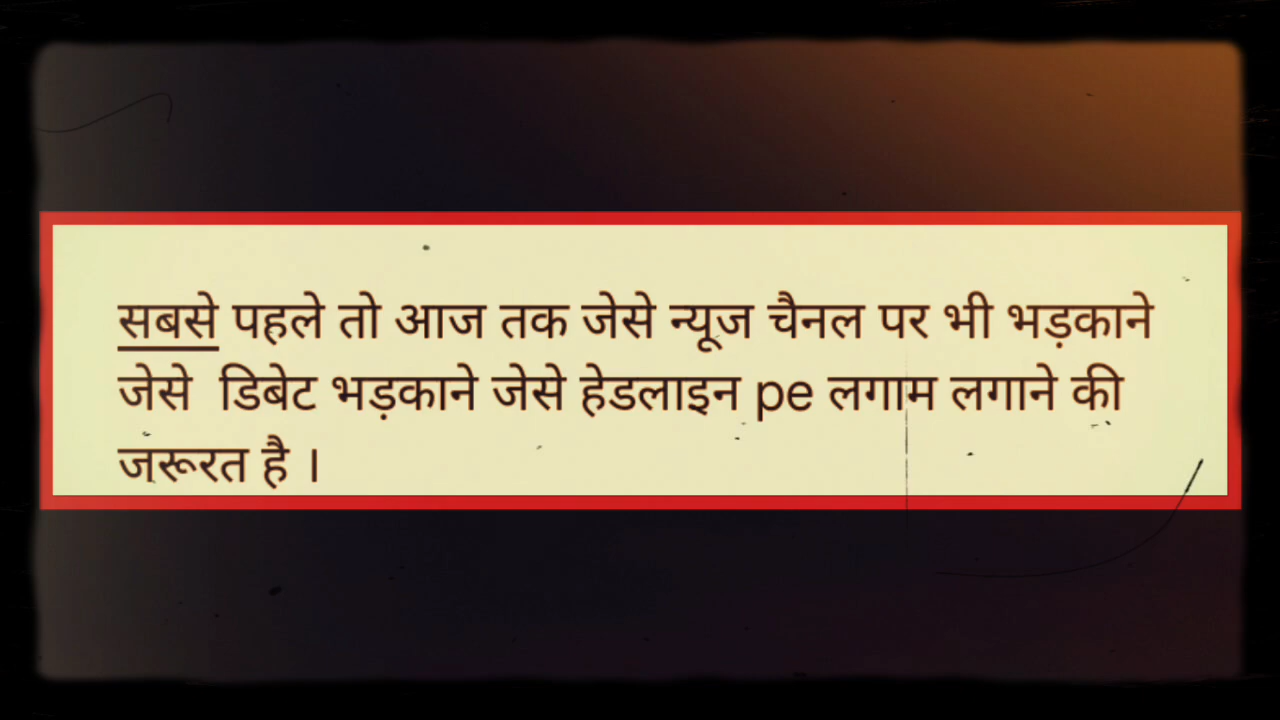 सबसे पहले तो आज तक जेसे न्यूज चैनल पर भी भड़काने
जेसे डिबेट भड़काने जेसे हेडलाइन pe लगाम लगाने की
जरूरत है ।